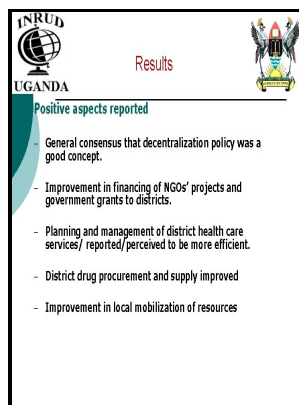 INRUD
UGANDA
Results
Positive aspects reported
– General consensus that decentralization policy was a
good concept.
– Improvement in financing of NGOs’ projects and
government grants to districts.
– Planning and management of district health care
services/ reported/perceived to be more efficient.
– District drug procurement and supply improved
– Improvement in local mobilization of resources